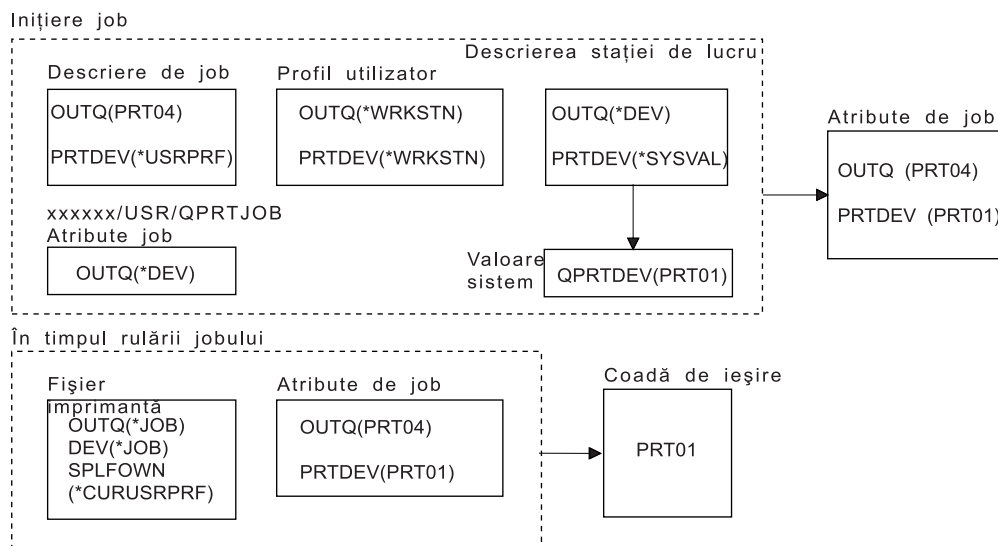 Inițiere job
Descrierea stației de lucru
Descriere de job
OUTQ(PRT04)
PRTDEV(*USRPRF)
Profil utilizator
OUTQ(*WRKSTN)
PRTDEV(*WRKSTN)
OUTQ(*DEV)
PRTDEV(*SYSVAL)
Atribute de job
OUTQ (PRT04)
PRTDEV (PRT01)
xxxxxx/USR/QPRTJOB
Atribute job
OUTQ(*DEV)
Valoare
sistem
QPRTDEV(PRT01)
În timpul rulării jobului
Fişier
imprimantă
OUTQ(*JOB)
DEV(*JOB)
SPLFOWN
(*CURUSRPRF)
Atribute de job
OUTQ(PRT04)
PRTDEV(PRT01)
Coadă de ieşire
PRT01